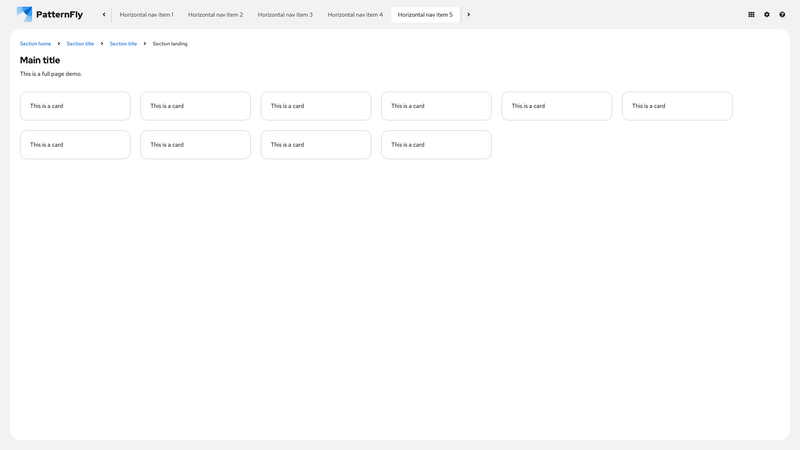 PatternFly
Horizontal nav item 1 Horizontal nav item 2 Horizontal nav item 3 Horizontal nav item 4 Horizontal nav item 5
Section home Section title Section title Section landing
Main title
This is a full page demo.
This is a card This is a card This is a card This is a card This is a card This is a card
This is a card This is a card This is a card This is a card